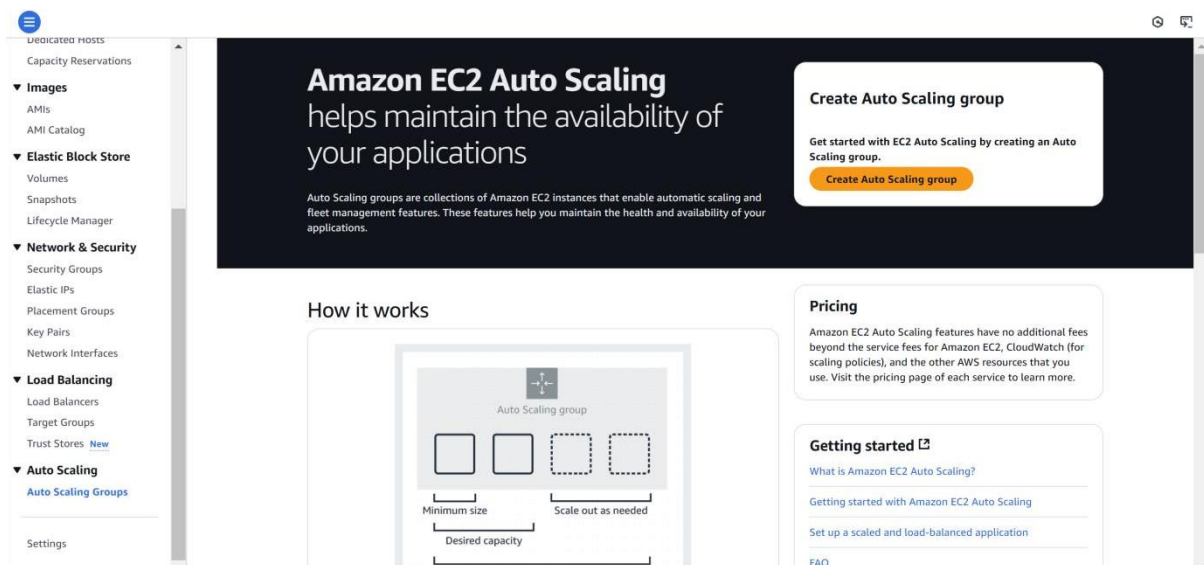 Dedicated Hosts
Capacity Reservations
Images
AMIs
AMI Catalog
Elastic Block Store
Volumes
Snapshots
Lifecycle Manager
Network & Security
Security Groups
Elastic IPs
Placement Groups
Key Pairs
Network Interfaces
Load Balancing
Load Balancers
Target Groups
Trust Stores New
Auto Scaling
Auto Scaling Groups
Settings
Amazon EC2 Auto Scaling
helps maintain the availability of
your applications
Auto Scaling groups are collections of Amazon EC2 instances that enable automatic scaling and
fleet management features. These features help you maintain the health and availability of your
applications.
Create Auto Scaling group
Get started with EC2 Auto Scaling by creating an Auto
Scaling group.
Create Auto Scaling group
How it works
Auto Scaling group
Minimum size
Scale out as needed
Desired capacity
Pricing
Amazon EC2 Auto Scaling features have no additional fees
beyond the service fees for Amazon EC2, CloudWatch (for
scaling policies), and the other AWS resources that you
use. Visit the pricing page of each service to learn more.
Getting started
What is Amazon EC2 Auto Scaling?
Getting started with Amazon EC2 Auto Scaling
Set up a scaled and load-balanced application
FAQ